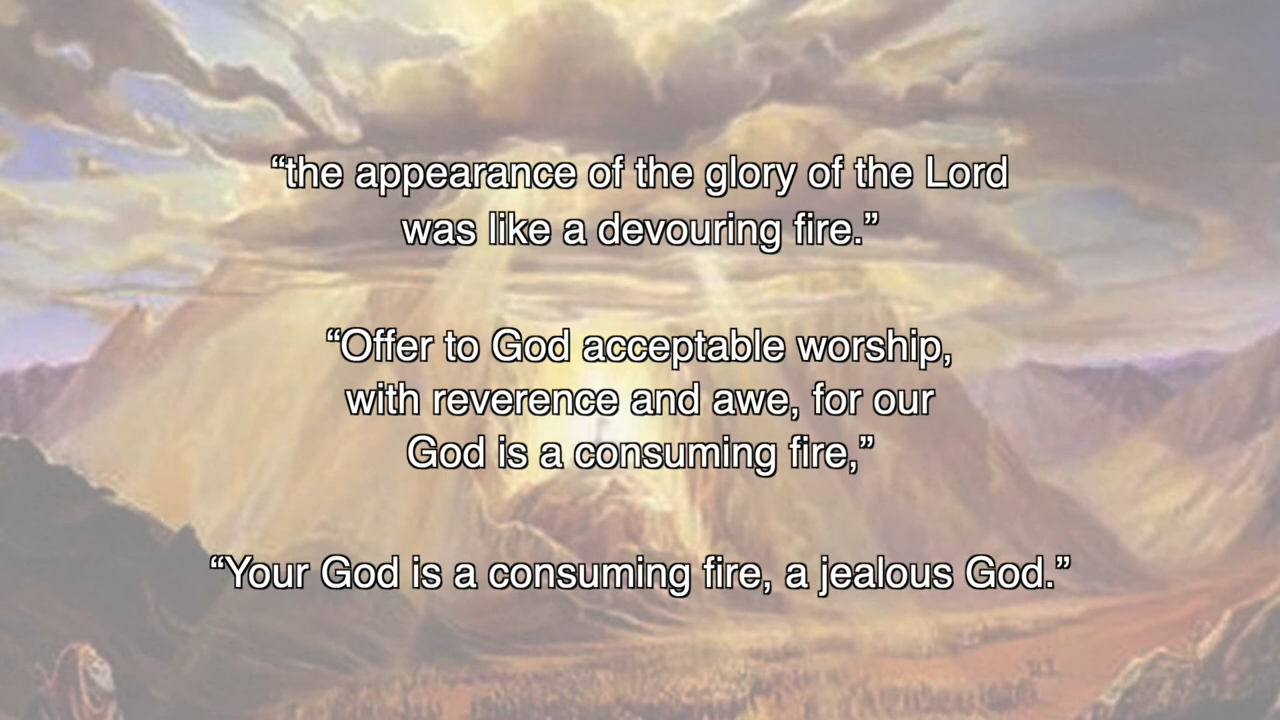 “the appearance of the glory of the Lord
was like a devouring fire.”
“Offer to God acceptable worship,
with reverence and awe, for our
God is a consuming fire,”
“Your God is a consuming fire, a jealous God.”